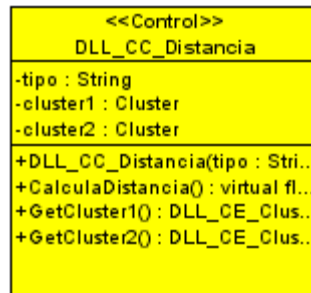 <<Control>>
DLL_CC_Distancia
-tipo : String
-cluster1 : Cluster
-cluster2 : Cluster
+DLL_CC_Distancia(tipo : Stri...
+CalculaDistancia() : virtual fl...
+GetCluster1() : DLL_CE_Clus...
+GetCluster2() : DLL_CE_Clus...